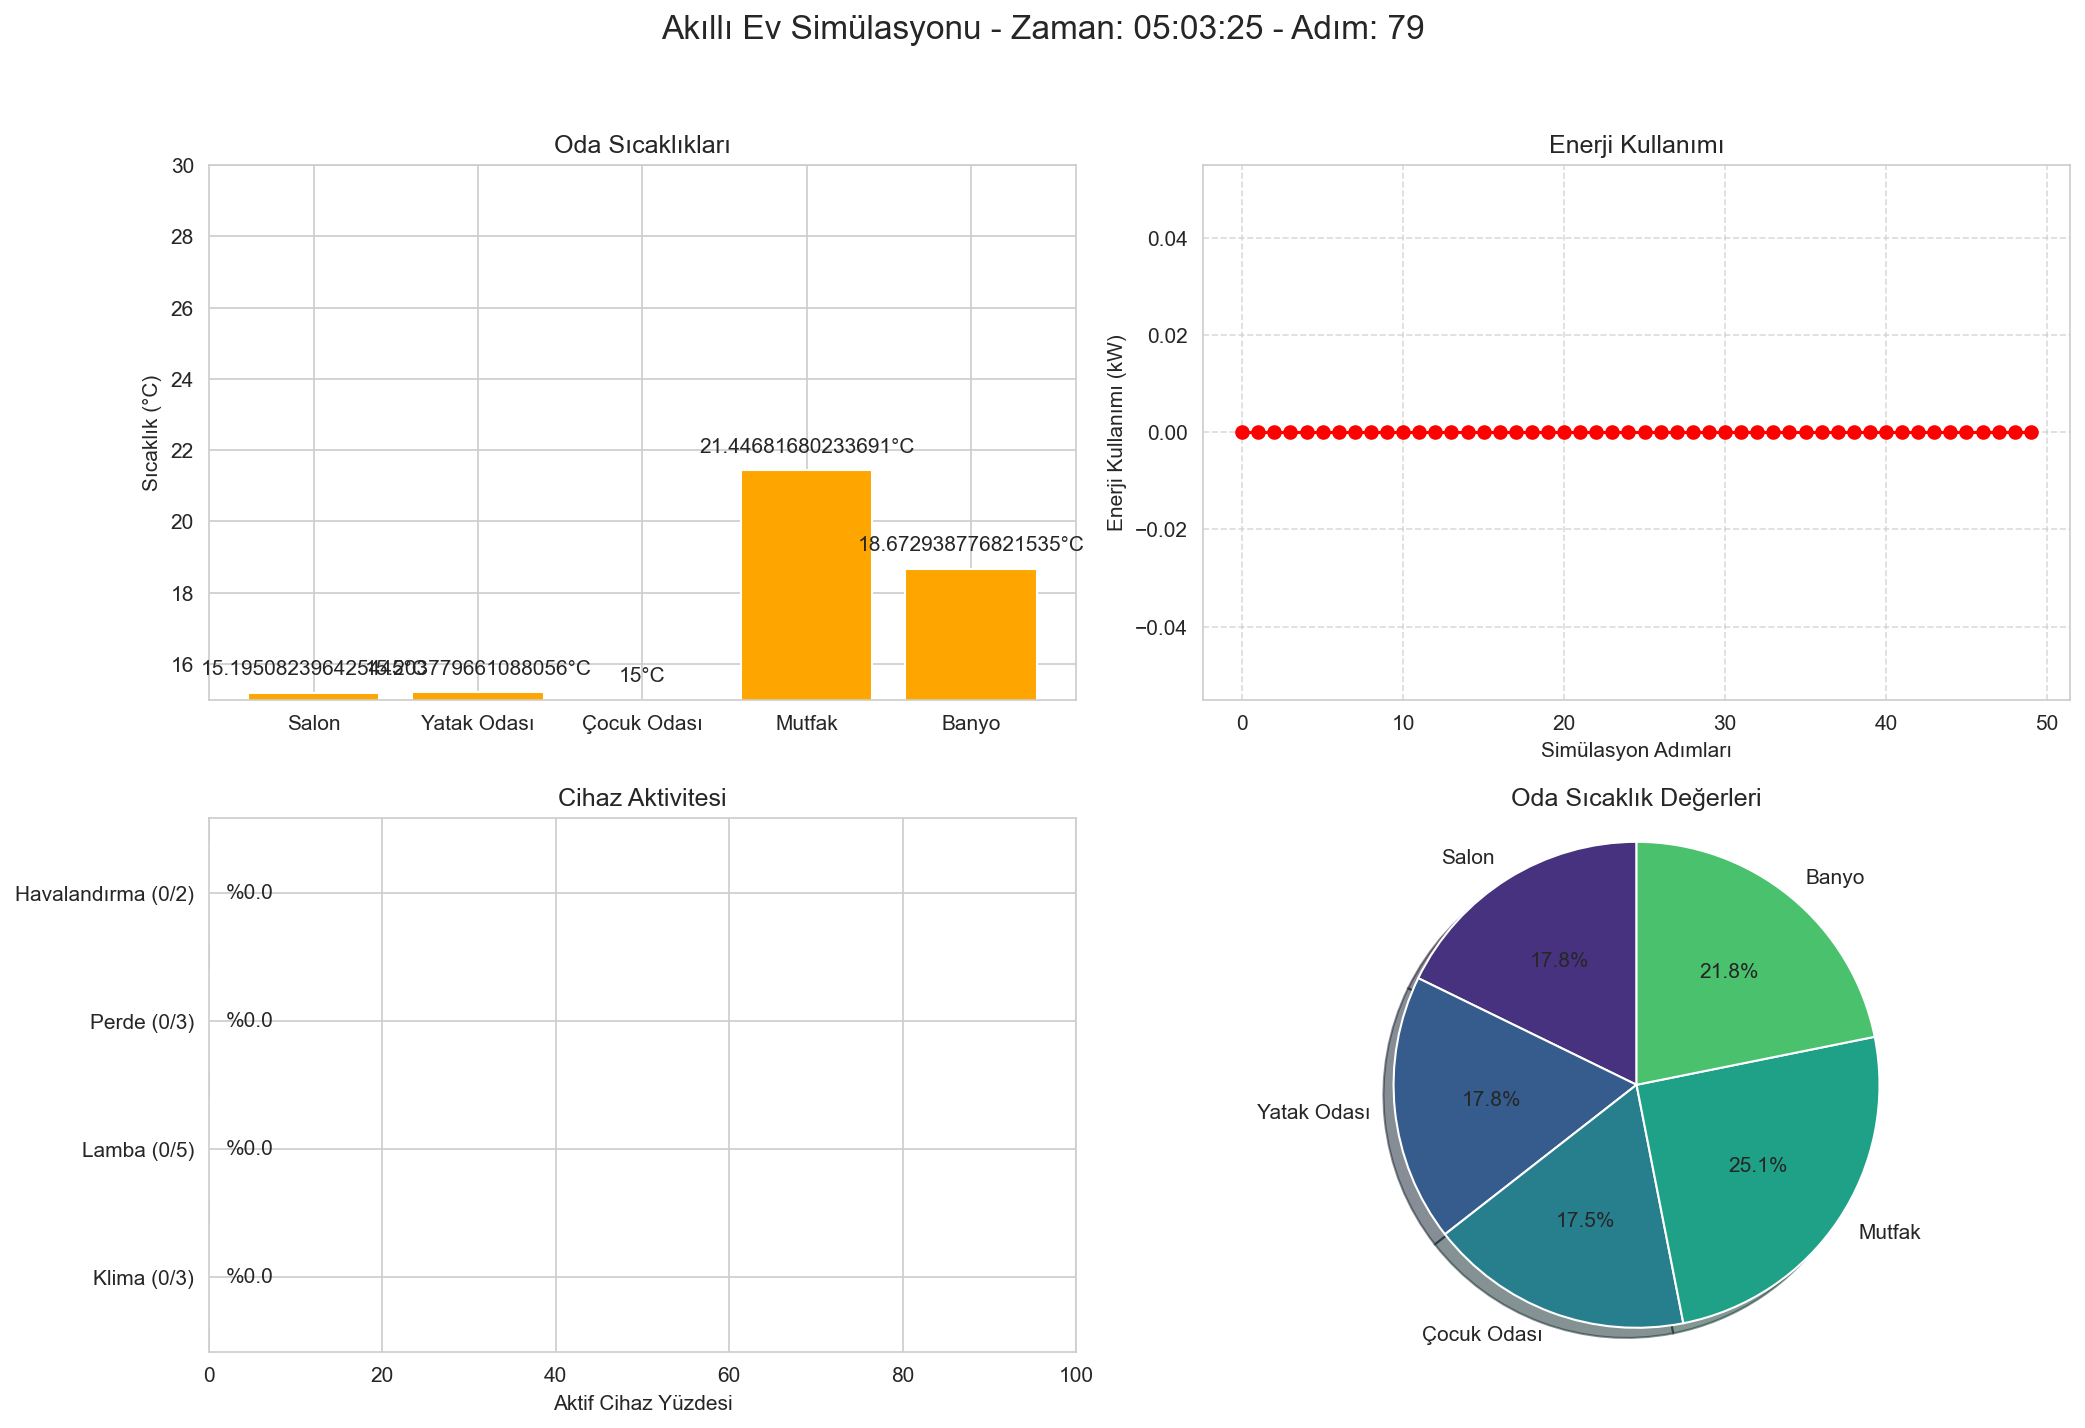 Akıllı Ev Simülasyonu - Zaman: 05:03:25 - Adım: 79
Oda Sıcaklıkları
Sıcaklık (°C)
30
28
26
24
22
20
18
16
21.44681680233691°C
18.672938776821535°C
15°C
Salon
Yatak Odası
Çocuk Odası
Mutfak
Banyo
Enerji Kullanımı
Enerji Kullanımı (kW)
0.04
0.02
0.00
−0.02
−0.04
0
10
20
30
40
50
Simülasyon Adımları
Cihaz Aktivitesi
Havalandırma (0/2)
%0.0
Perde (0/3)
%0.0
Lamba (0/5)
%0.0
Klima (0/3)
%0.0
0
20
40
60
80
100
Aktif Cihaz Yüzdesi
Oda Sıcaklık Değerleri
Salon
17.8%
Yatak Odası
17.8%
Çocuk Odası
17.5%
Mutfak
25.1%
Banyo
21.8%